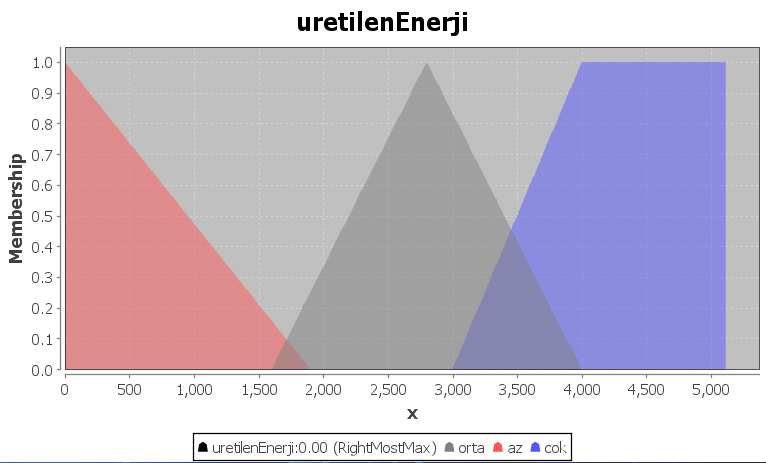 uretilenEnerji
1.0
0.9
0.8
0.7
0.6
0.5
0.4
0.3
0.2
0.1
0.0
Membership
0 500 1,000 1,500 2,000 2,500 3,000 3,500 4,000 4,500 5,000
x
uretilenEnerji:0.00 (RightMostMax) orta az cok